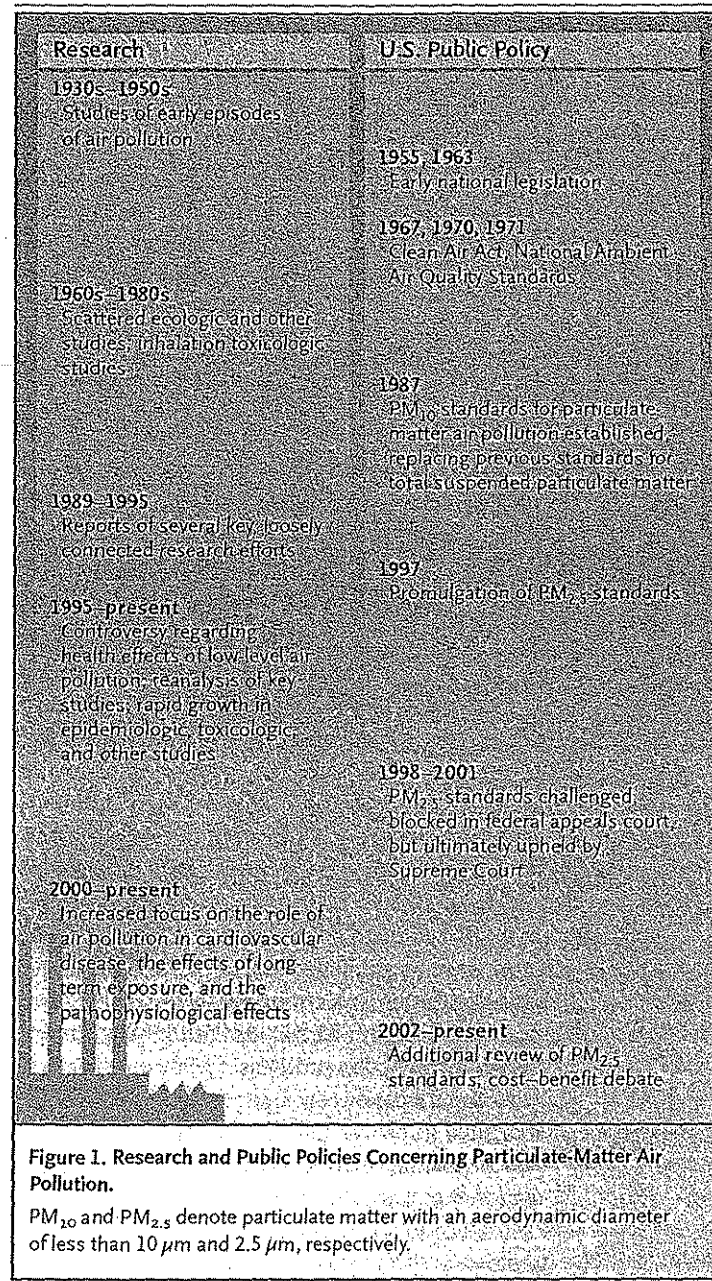 Research
1930s–1950s
Studies of early episodes
of air pollution
1960s–1980s
Scattered ecologic and other
studies; inhalation toxicologic
studies
1989–1995
Reports of several key, loosely
connected research efforts
1995–present
Controversy regarding
health effects of low-level air
pollution; reanalysis of key
studies; rapid growth in
epidemiologic, toxicologic,
and other studies
2000–present
Increased focus on the role of
air pollution in cardiovascular
disease, the effects of long-
term exposure, and the
pathophysiological effects
U.S. Public Policy
1955, 1963
Early national legislation
1967, 1970, 1971
Clean Air Act, National Ambient
Air Quality Standards
1987
PM₁₀ standards for particulate-
matter air pollution established,
replacing previous standards for
total suspended particulate matter
1997
Promulgation of PM₂.₅ standards
1998–2001
PM₂.₅ standards challenged,
blocked in federal appeals court,
but ultimately upheld by
Supreme Court
2002–present
Additional review of PM₂.₅
standards; cost–benefit debate
Figure 1. Research and Public Policies Concerning Particulate-Matter Air
Pollution.
PM₁₀ and PM₂.₅ denote particulate matter with an aerodynamic diameter
of less than 10 μm and 2.5 μm, respectively.